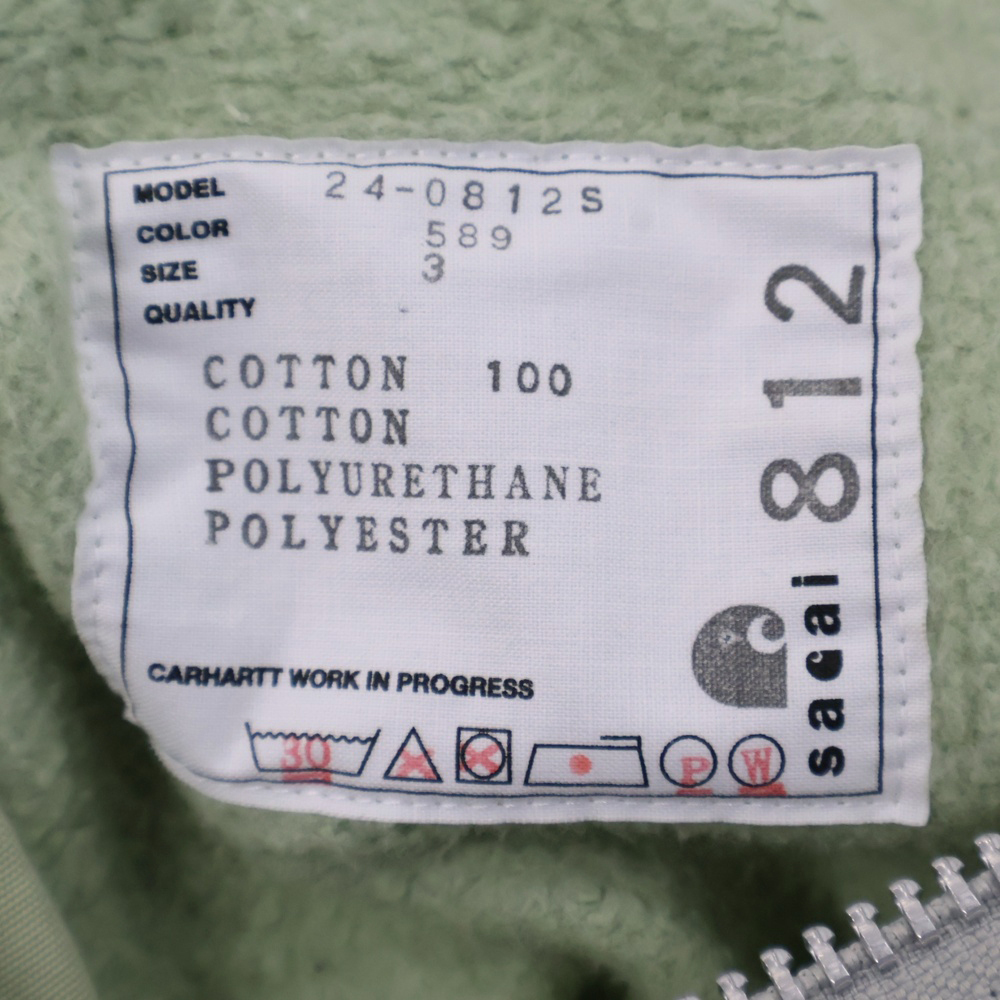 MODEL 24-0812S
COLOR 589
SIZE 3
QUALITY
COTTON 100
COTTON
POLYURETHANE
POLYESTER
CARHARTT WORK IN PROGRESS
30
P
W
sacai 812